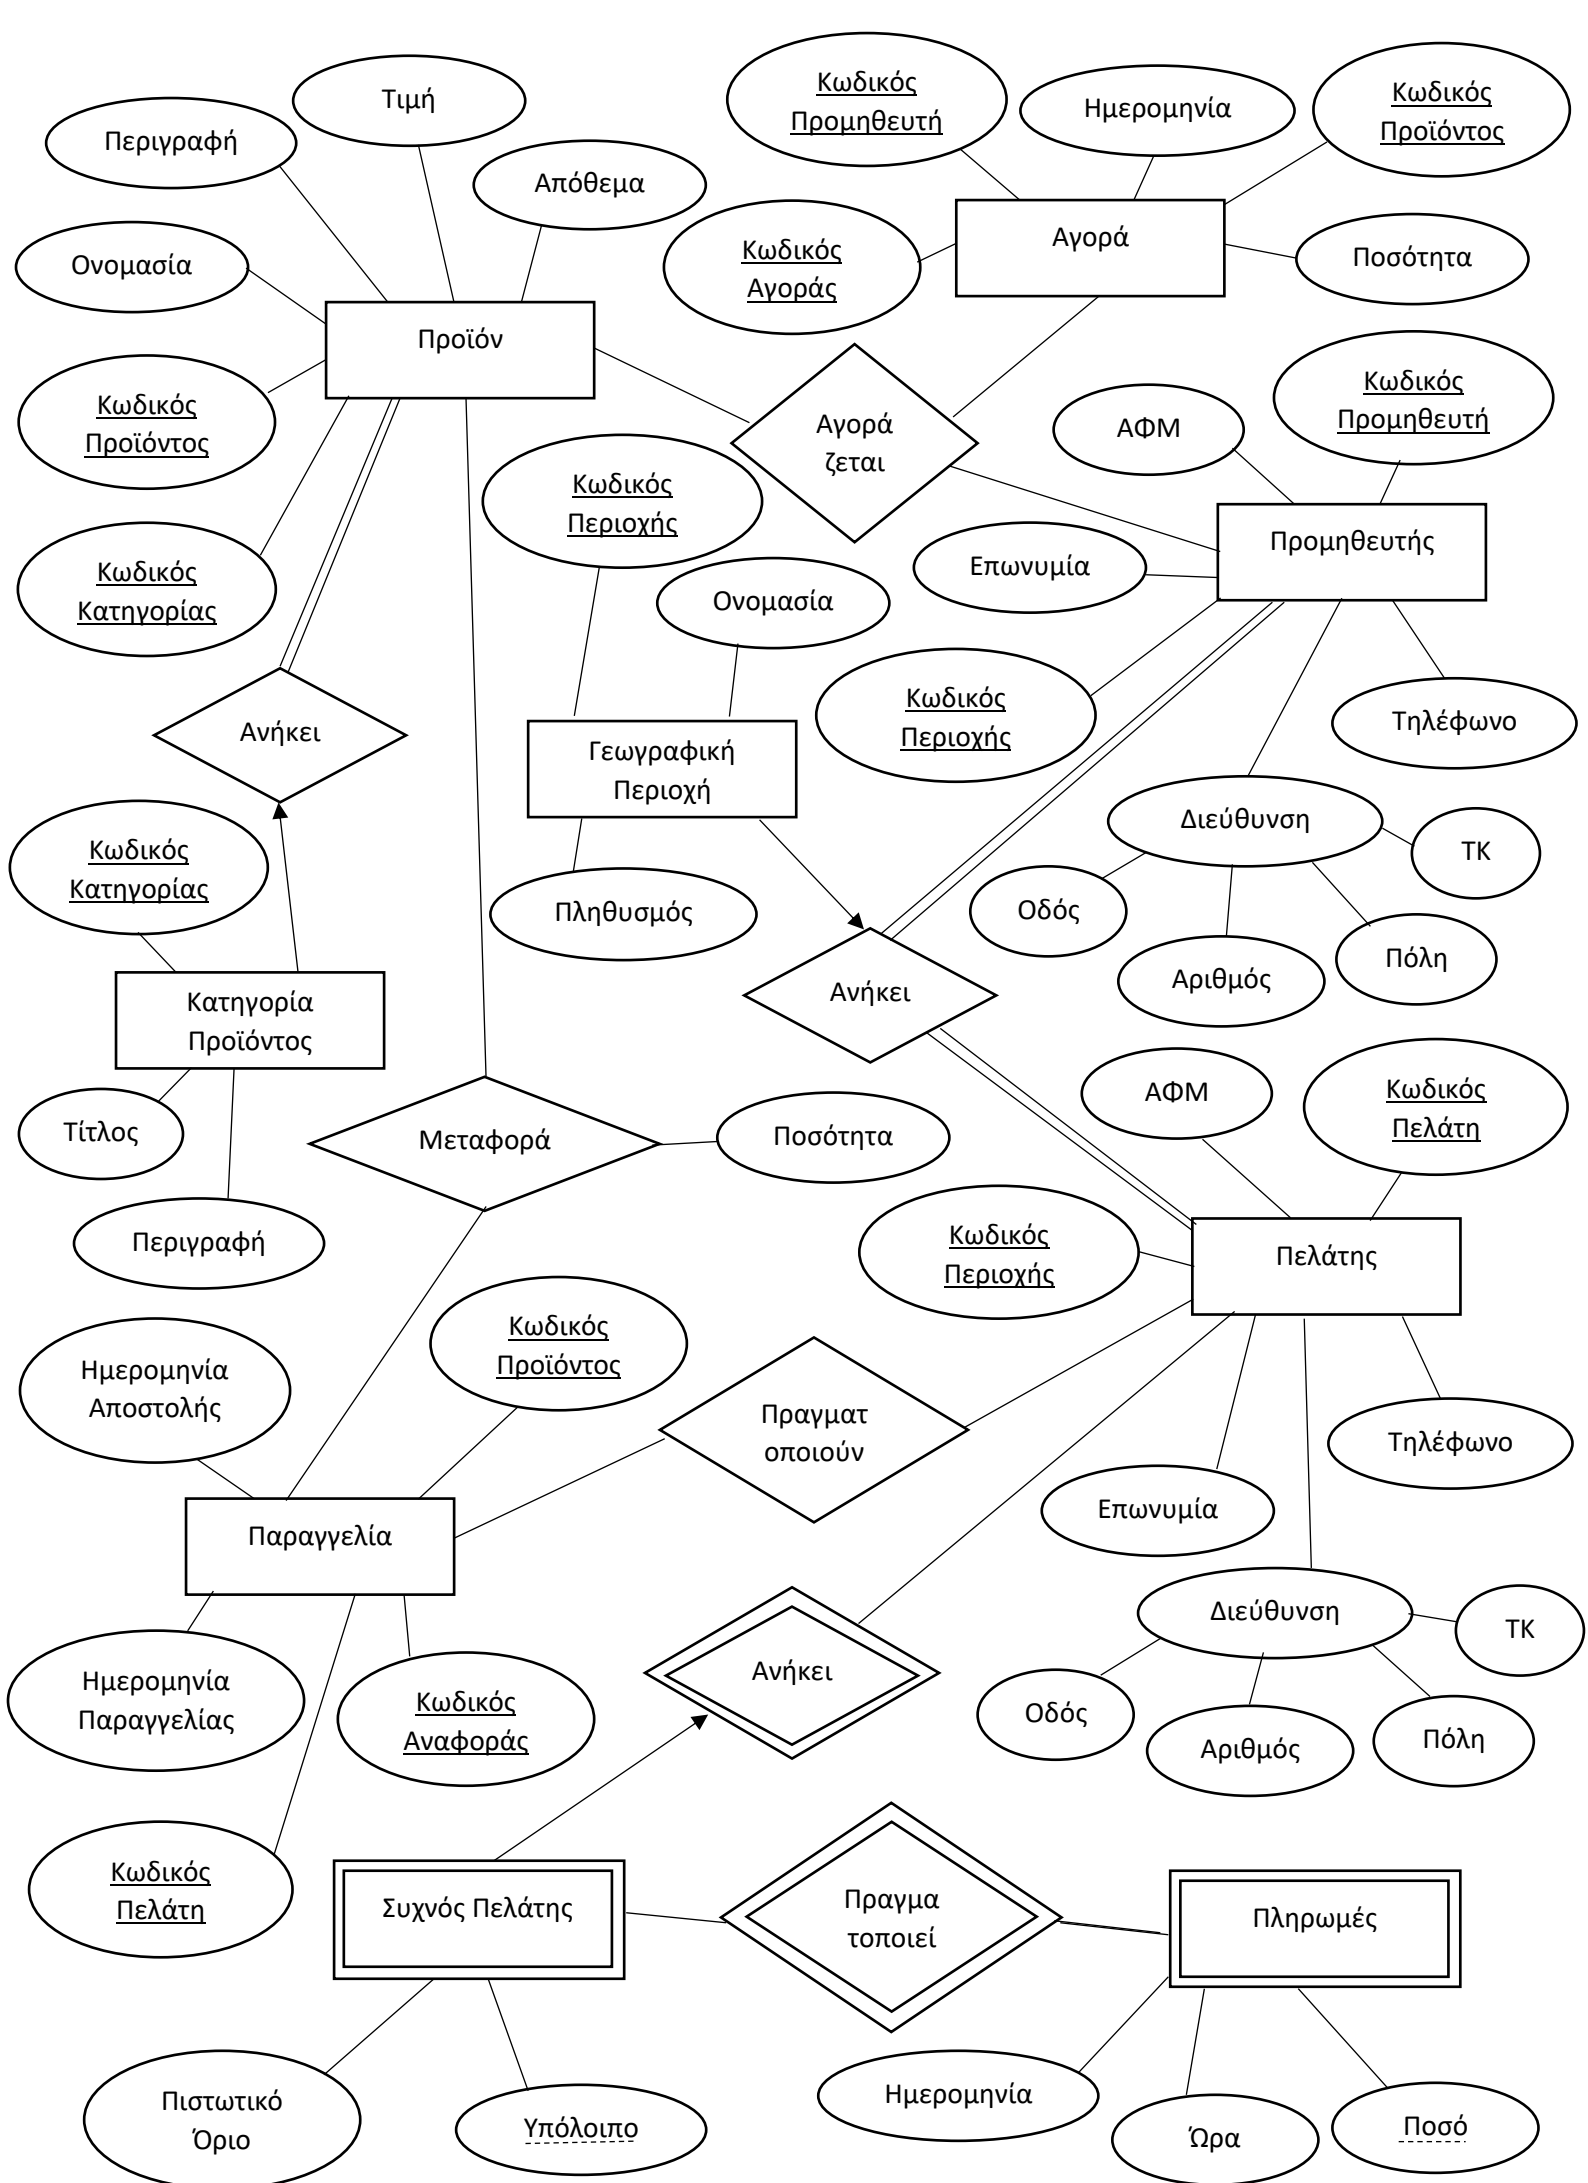 Τιμή
Περιγραφή
Απόθεμα
Ονομασία
Προϊόν
Κωδικός
Προϊόντος
Κωδικός
Κατηγορίας
Κωδικός
Προμηθευτή
Ημερομηνία
Κωδικός
Προϊόντος
Κωδικός
Αγοράς
Αγορά
Ποσότητα
Αγορά
ζεται
ΑΦΜ
Κωδικός
Προμηθευτή
Προμηθευτής
Επωνυμία
Κωδικός
Περιοχής
Τηλέφωνο
Διεύθυνση
ΤΚ
Οδός
Αριθμός
Πόλη
Κωδικός
Περιοχής
Ονομασία
Γεωγραφική
Περιοχή
Πληθυσμός
Ανήκει
Ανήκει
Κωδικός
Κατηγορίας
Κατηγορία
Προϊόντος
Τίτλος
Περιγραφή
Μεταφορά
Ποσότητα
ΑΦΜ
Κωδικός
Πελάτη
Κωδικός
Περιοχής
Πελάτης
Τηλέφωνο
Επωνυμία
Διεύθυνση
ΤΚ
Οδός
Αριθμός
Πόλη
Ημερομηνία
Αποστολής
Κωδικός
Προϊόντος
Πραγματ
οποιούν
Παραγγελία
Ημερομηνία
Παραγγελίας
Κωδικός
Αναφοράς
Κωδικός
Πελάτη
Ανήκει
Συχνός Πελάτης
Πραγμα
τοποιεί
Πληρωμές
Πιστωτικό
Όριο
Υπόλοιπο
Ημερομηνία
Ώρα
Ποσό